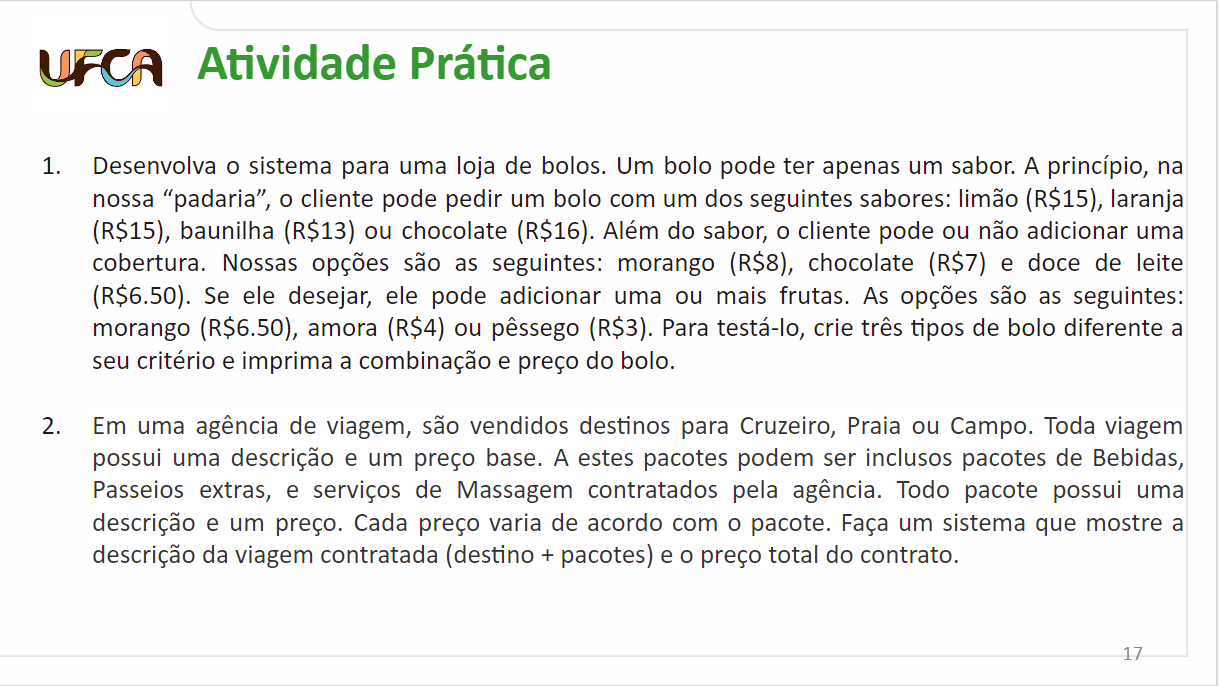 UFCA
Atividade Prática
1. Desenvolva o sistema para uma loja de bolos. Um bolo pode ter apenas um sabor. A princípio, na
nossa “padaria”, o cliente pode pedir um bolo com um dos seguintes sabores: limão (R$15), laranja
(R$15), baunilha (R$13) ou chocolate (R$16). Além do sabor, o cliente pode ou não adicionar uma
cobertura. Nossas opções são as seguintes: morango (R$8), chocolate (R$7) e doce de leite
(R$6.50). Se ele desejar, ele pode adicionar uma ou mais frutas. As opções são as seguintes:
morango (R$6.50), amora (R$4) ou pêssego (R$3). Para testá-lo, crie três tipos de bolo diferente a
seu critério e imprima a combinação e preço do bolo.
2. Em uma agência de viagem, são vendidos destinos para Cruzeiro, Praia ou Campo. Toda viagem
possui uma descrição e um preço base. A estes pacotes podem ser inclusos pacotes de Bebidas,
Passeios extras, e serviços de Massagem contratados pela agência. Todo pacote possui uma
descrição e um preço. Cada preço varia de acordo com o pacote. Faça um sistema que mostre a
descrição da viagem contratada (destino + pacotes) e o preço total do contrato.
17